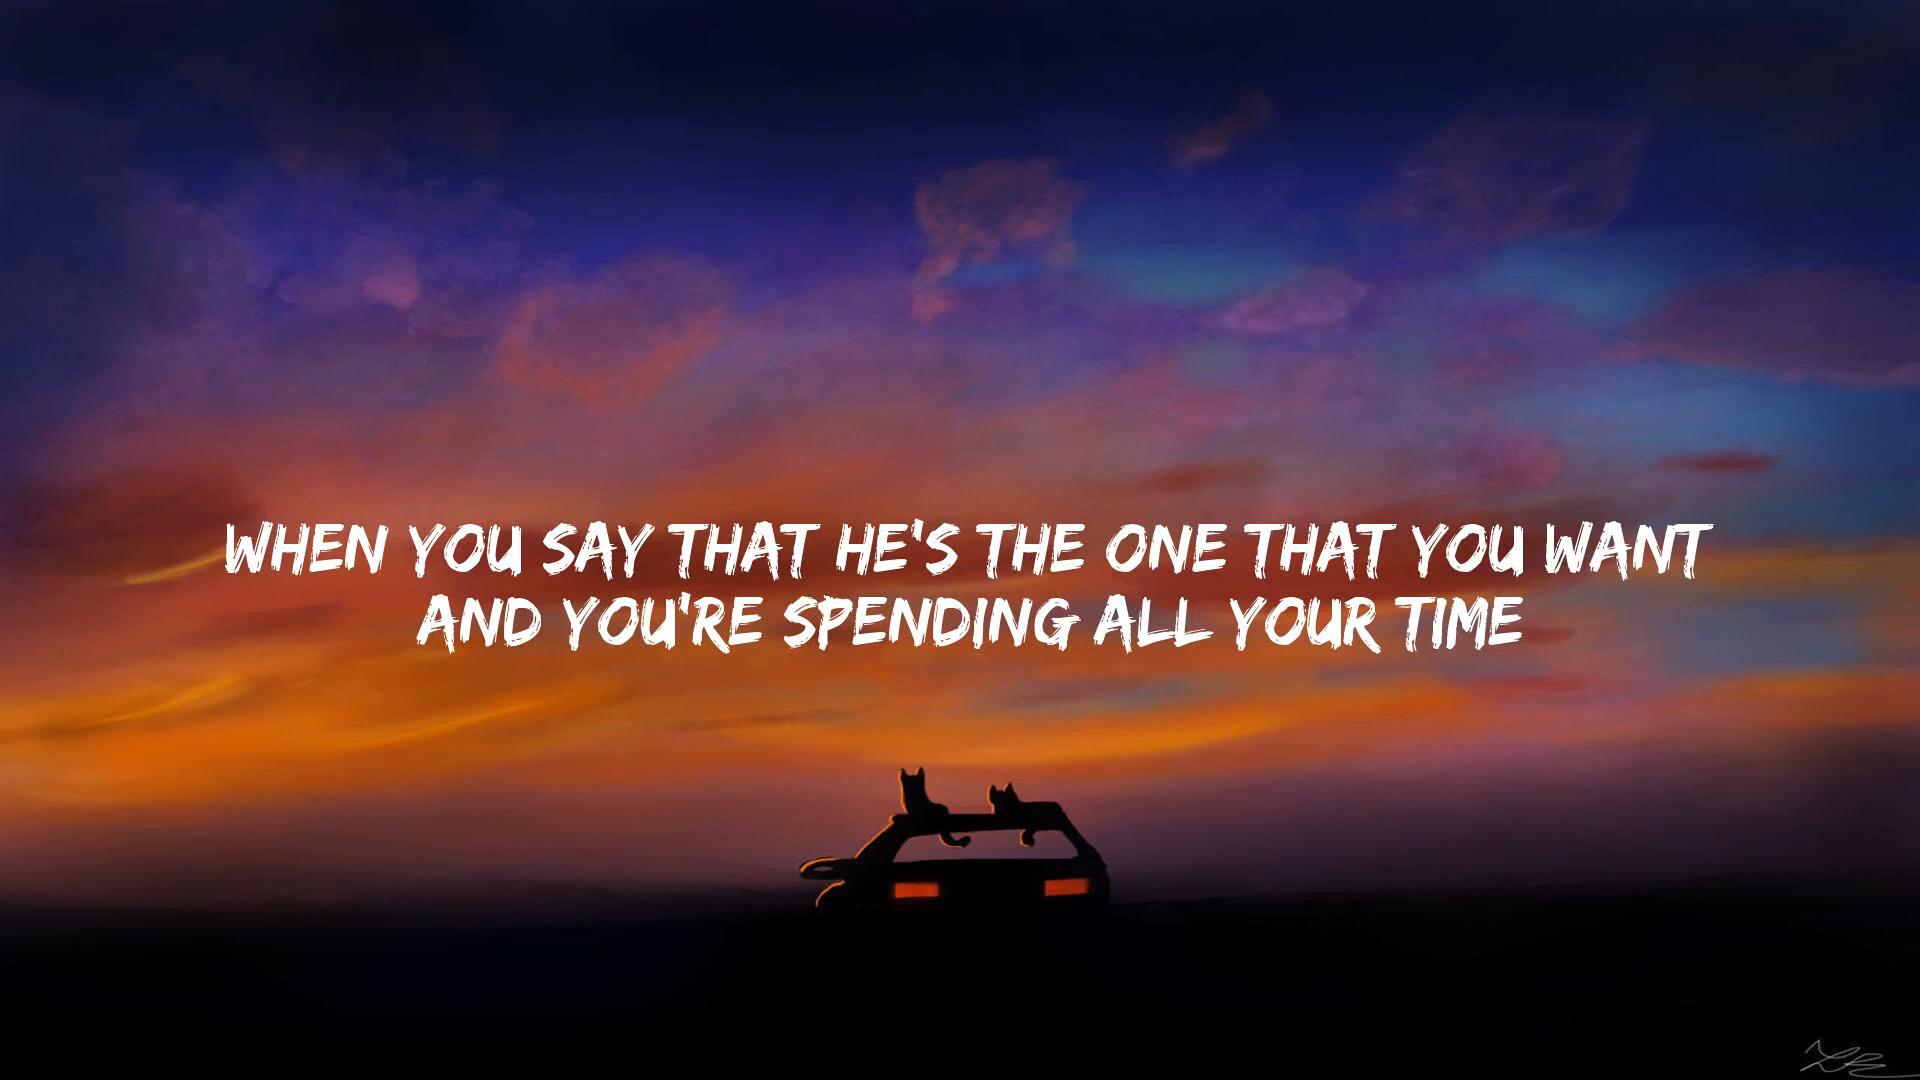 WHEN YOU SAY THAT HE'S THE ONE THAT YOU WANT
AND YOU'RE SPENDING ALL YOUR TIME